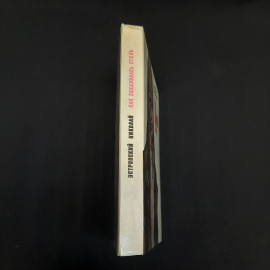 ОСТРОВСКИЙ НИКОЛАЙ
КАК ЗАКАЛЯЛАСЬ СТАЛЬ